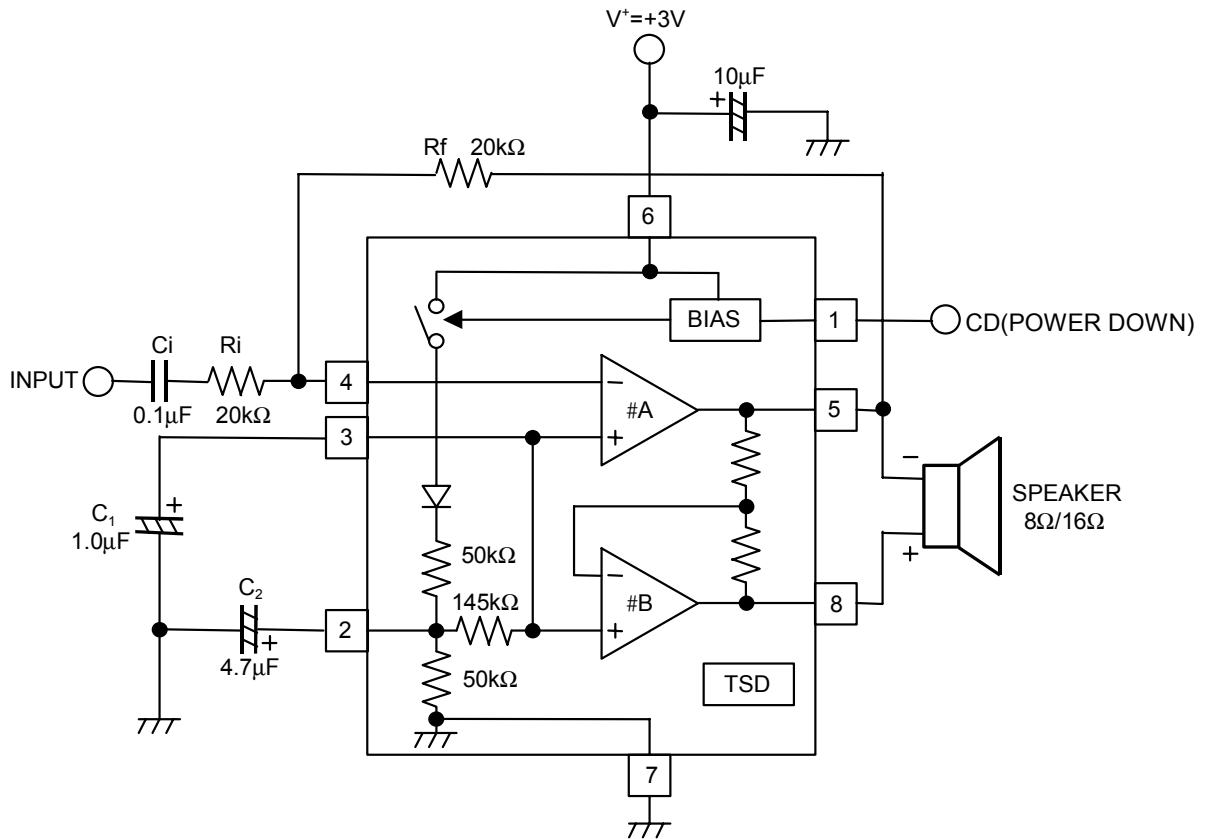 V+=+3V
10µF
+
Rf 20kΩ
6
BIAS
1
CD(POWER DOWN)
Ci
Ri
INPUT
0.1µF
20kΩ
4
−
#A
+
5
3
−
SPEAKER
8Ω/16Ω
+
C1
+
1.0µF
50kΩ
−
#B
+
8
C2
145kΩ
2
+
4.7µF
50kΩ
TSD
7